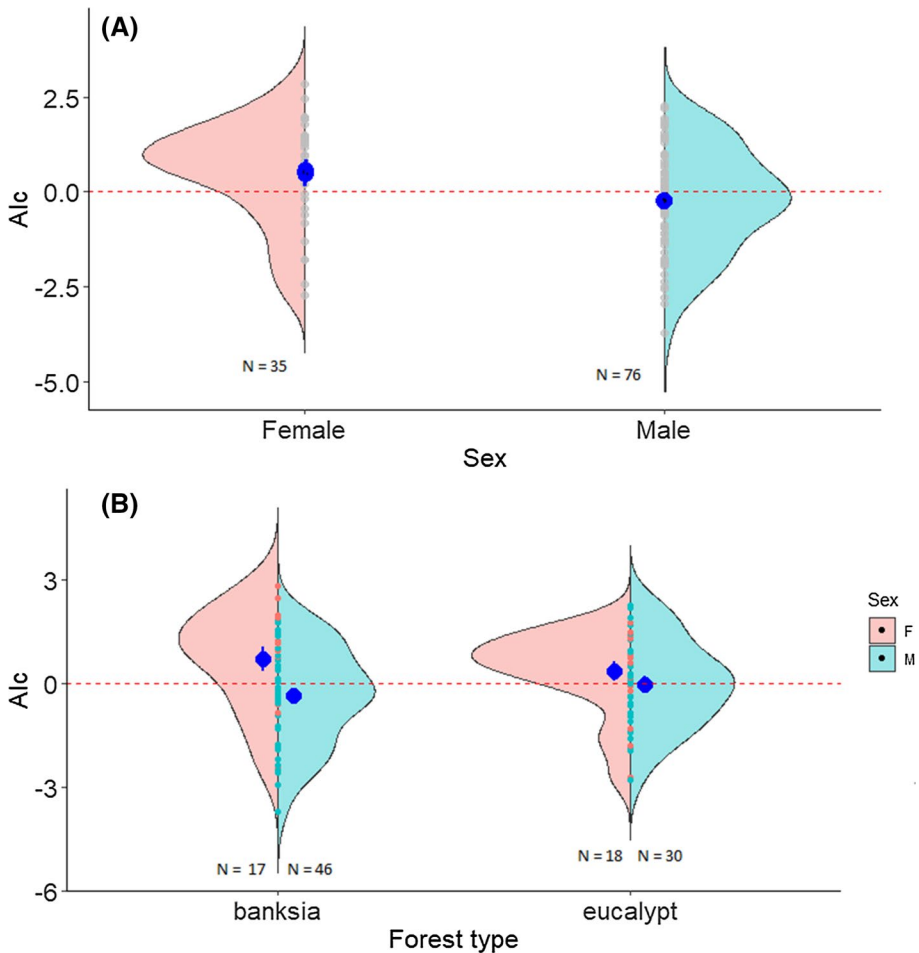 (A)
2.5
0.0
-2.5
-5.0
AIc
N = 35
N = 76
Female
Male
Sex
(B)
3
0
-3
-6
AIc
Sex
F
M
N = 17
N = 46
N = 18
N = 30
banksia
eucalypt
Forest type